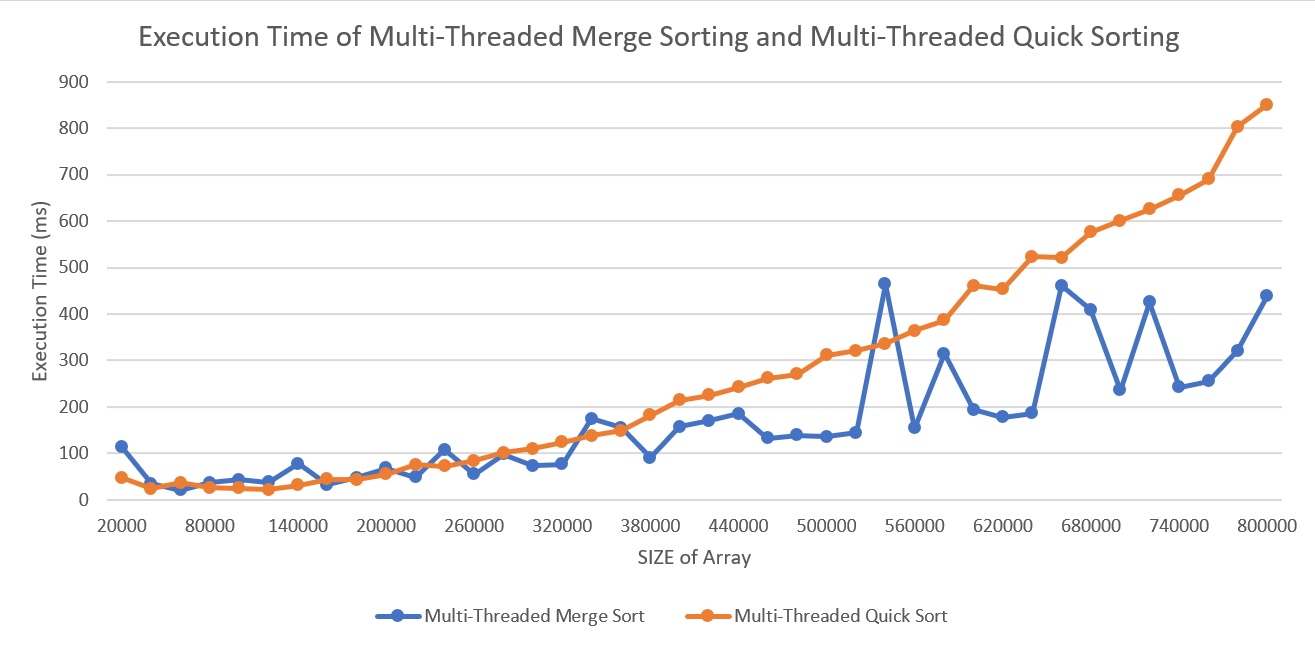 Execution Time of Multi-Threaded Merge Sorting and Multi-Threaded Quick Sorting
900
800
700
600
500
400
300
200
100
0
Execution Time (ms)
20000 80000 140000 200000 260000 320000 380000 440000 500000 560000 620000 680000 740000 800000
SIZE of Array
Multi-Threaded Merge Sort Multi-Threaded Quick Sort